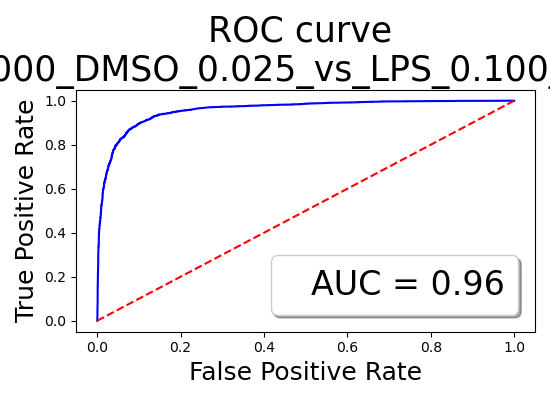 ROC curve
000_DMSO_0.025_vs_LPS_0.100_
True Positive Rate
1.0
0.8
0.6
0.4
0.2
0.0
AUC = 0.96
0.0 0.2 0.4 0.6 0.8 1.0
False Positive Rate